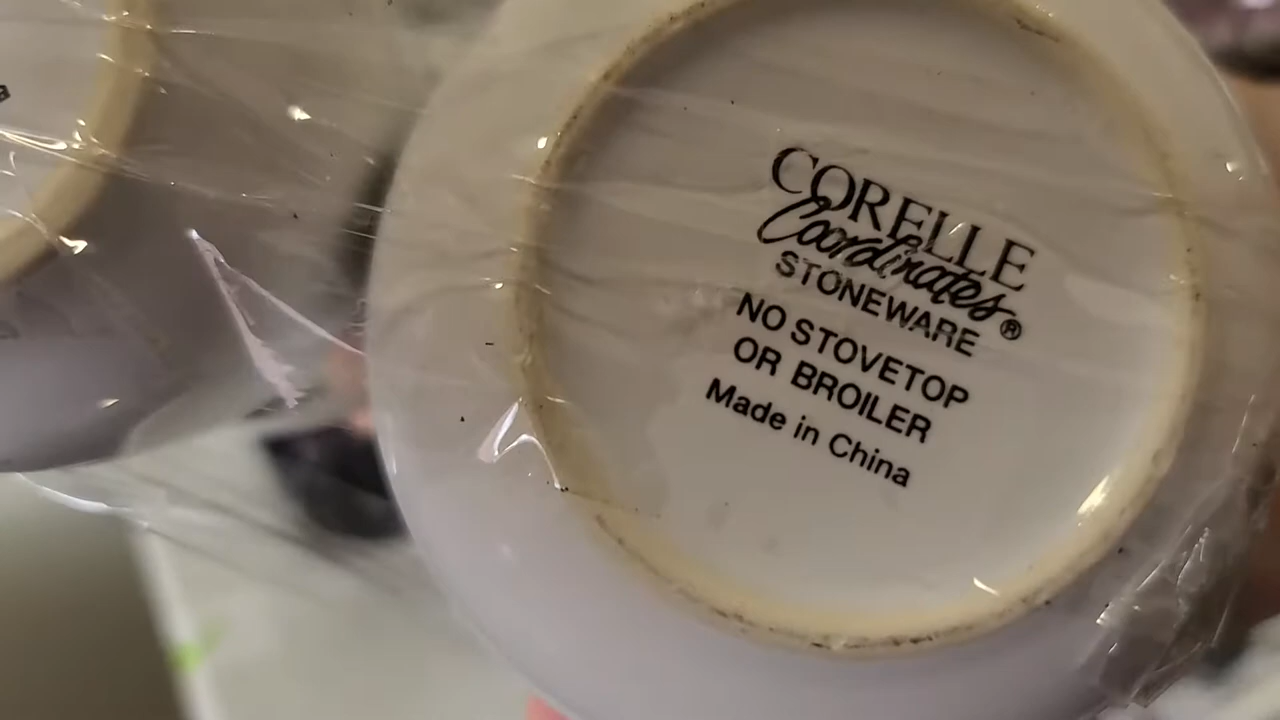 CORELLE
Coordinates®
STONEWARE
NO STOVETOP
OR BROILER
Made in China